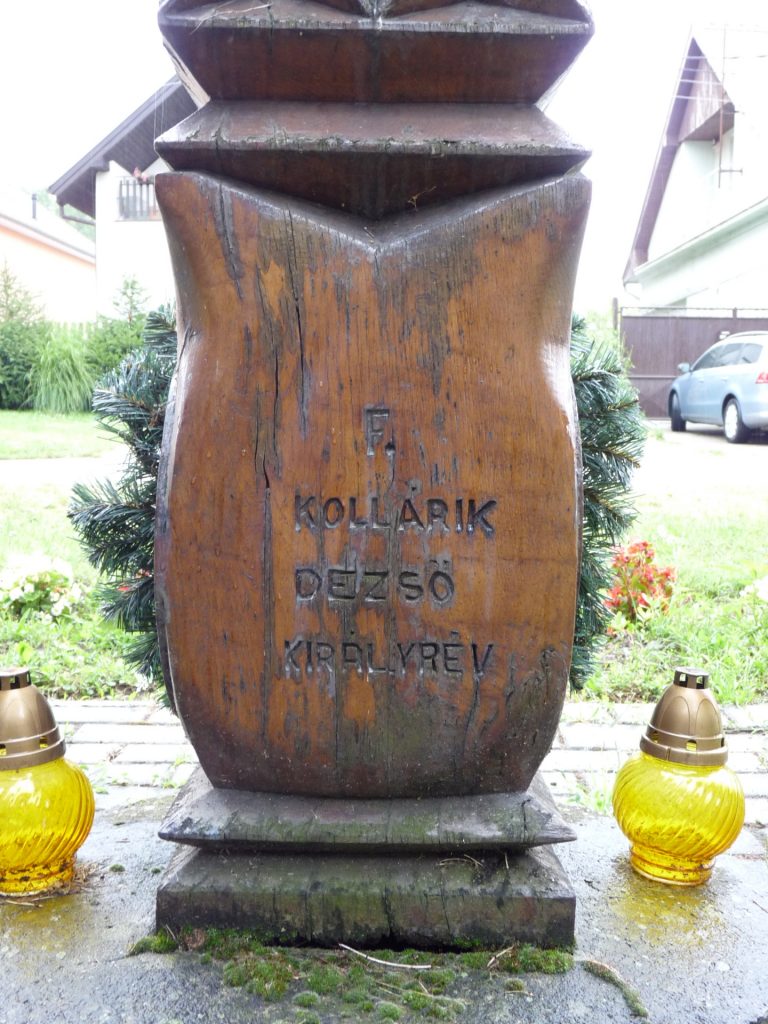 F.
KOLLÁRIK
DEZSŐ
KIRÁLYRÉV